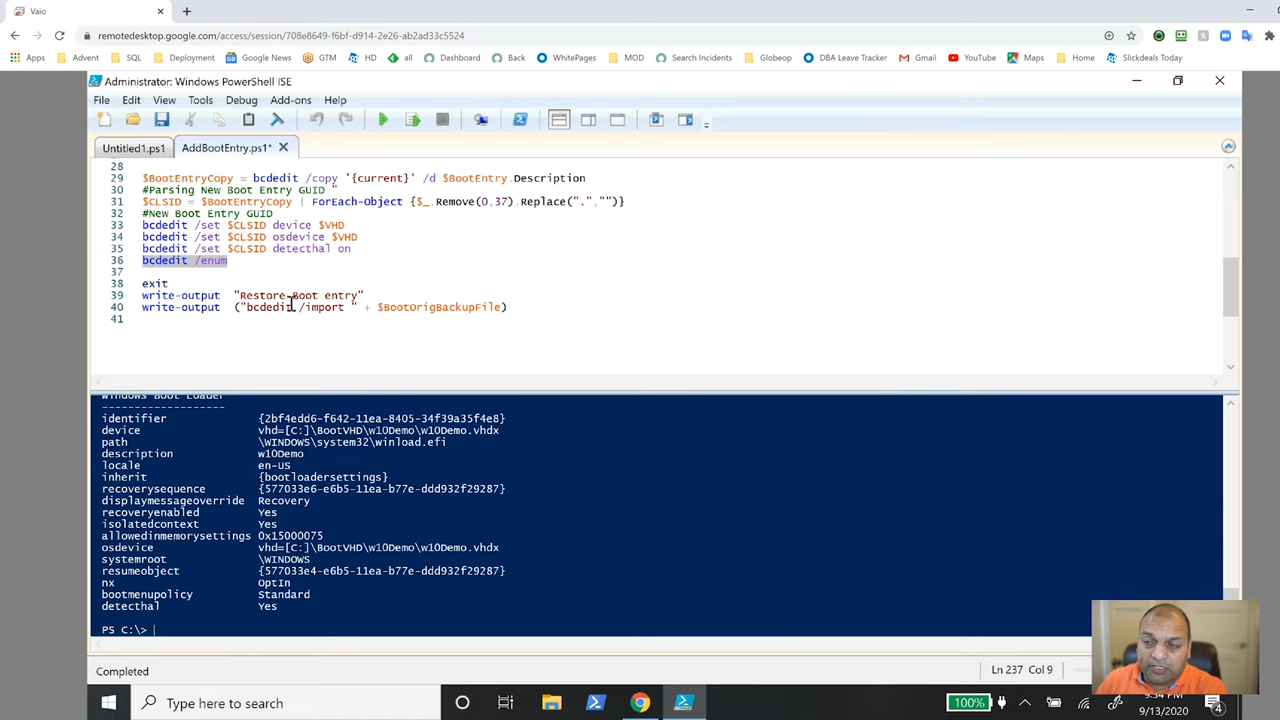 Vaio
remotedesktop.google.com/access/session/708e8649-f6bf-d914-2e26-ab2ad33c5524
Apps Advent SQL Deployment Google News GTM HD all Dashboard Back WhitePages MOD Search Incidents Globeop DBA Leave Tracker Gmail YouTube Maps Home Slickdeals Today
Administrator: Windows PowerShell ISE
File Edit View Tools Debug Add-ons Help
Untitled1.ps1 AddBootEntry.ps1*
28
29 $BootEntryCopy = bcdedit /copy '{current}' /d $BootEntry.Description
30 #Parsing New Boot Entry GUID "
31 $CLSID = $BootEntryCopy | ForEach-Object {$_.Remove(0,37).Replace(".","")}
32 #New Boot Entry GUID
33 bcdedit /set $CLSID device $VHD
34 bcdedit /set $CLSID osdevice $VHD
35 bcdedit /set $CLSID detecthal on
36 bcdedit /enum
37
38 exit
39 write-output "Restore Boot entry"
40 write-output ("bcdedit /import " + $BootOrigBackupFile)
41
Windows Boot Loader
-------------------
identifier {2bf4edd6-f642-11ea-8405-34f39a35f4e8}
device vhd=[C:]\BootVHD\w10Demo\w10Demo.vhdx
path \WINDOWS\system32\winload.efi
description w10Demo
locale en-US
inherit {bootloadersettings}
recoverysequence {577033e6-e6b5-11ea-b77e-ddd932f29287}
displaymessageoverride Recovery
recoveryenabled Yes
isolatedcontext Yes
allowedinmemorysettings 0x15000075
osdevice vhd=[C:]\BootVHD\w10Demo\w10Demo.vhdx
systemroot \WINDOWS
resumeobject {577033e4-e6b5-11ea-b77e-ddd932f29287}
nx OptIn
bootmenupolicy Standard
detecthal Yes
PS C:\>
Completed Ln 237 Col 9
Type here to search 100% 9:34 PM
9/13/2020 4